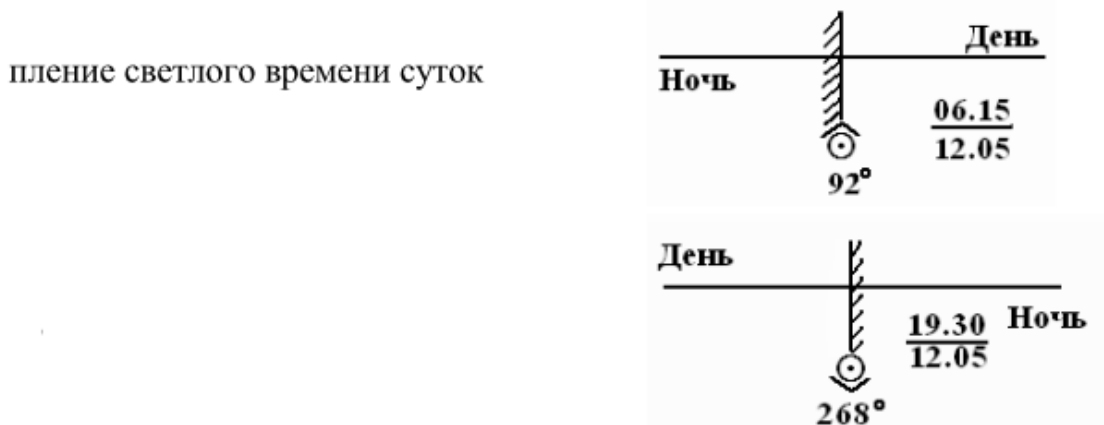 День
пление светлого времени суток
Ночь
06.15
12.05
92°
День
19.30
Ночь
12.05
268°